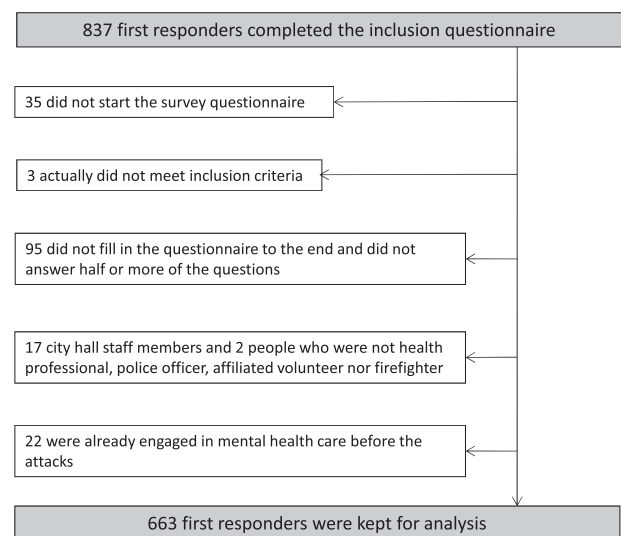 837 first responders completed the inclusion questionnaire
35 did not start the survey questionnaire
3 actually did not meet inclusion criteria
95 did not fill in the questionnaire to the end and did not
answer half or more of the questions
17 city hall staff members and 2 people who were not health
professional, police officer, affiliated volunteer nor firefighter
22 were already engaged in mental health care before the
attacks
663 first responders were kept for analysis